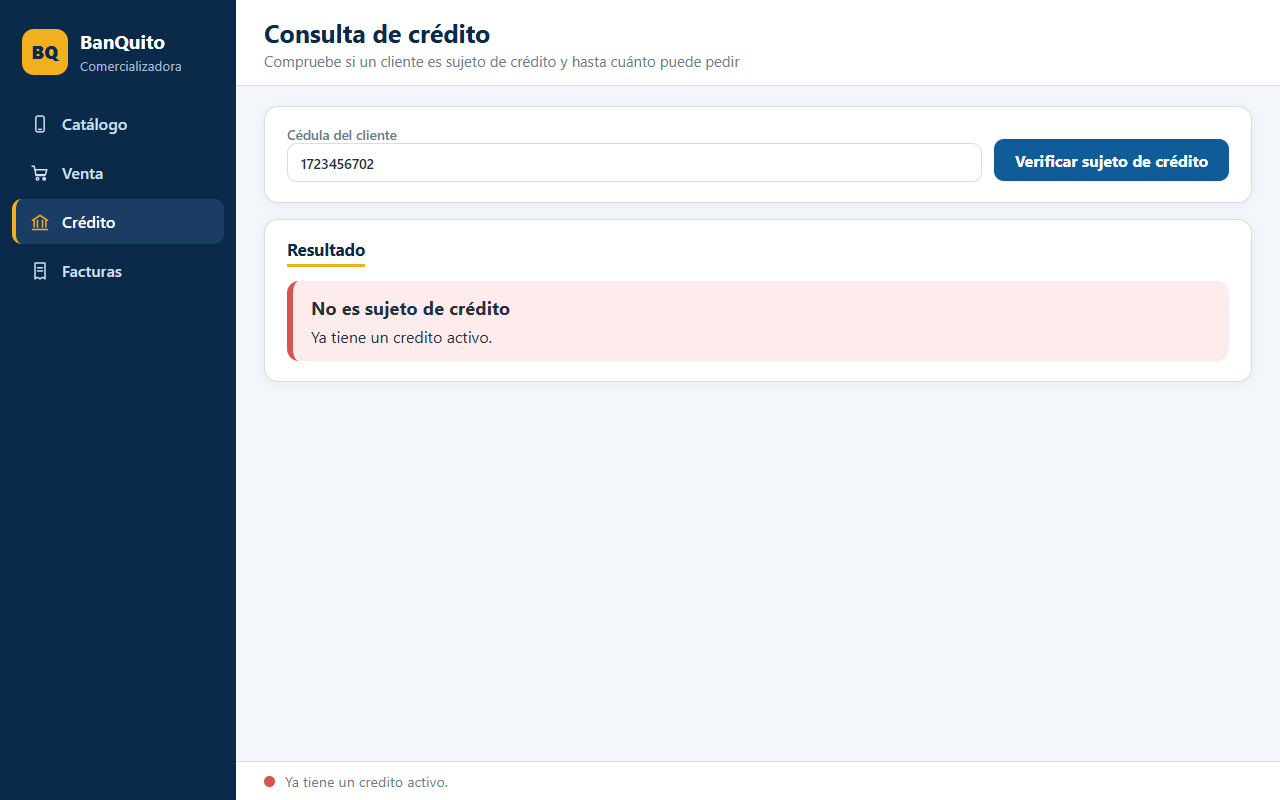 BQ
BanQuito
Comercializadora
Catálogo
Venta
Crédito
Facturas
Consulta de crédito
Compruebe si un cliente es sujeto de crédito y hasta cuánto puede pedir
Cédula del cliente
1723456702
Verificar sujeto de crédito
Resultado
No es sujeto de crédito
Ya tiene un credito activo.
Ya tiene un credito activo.